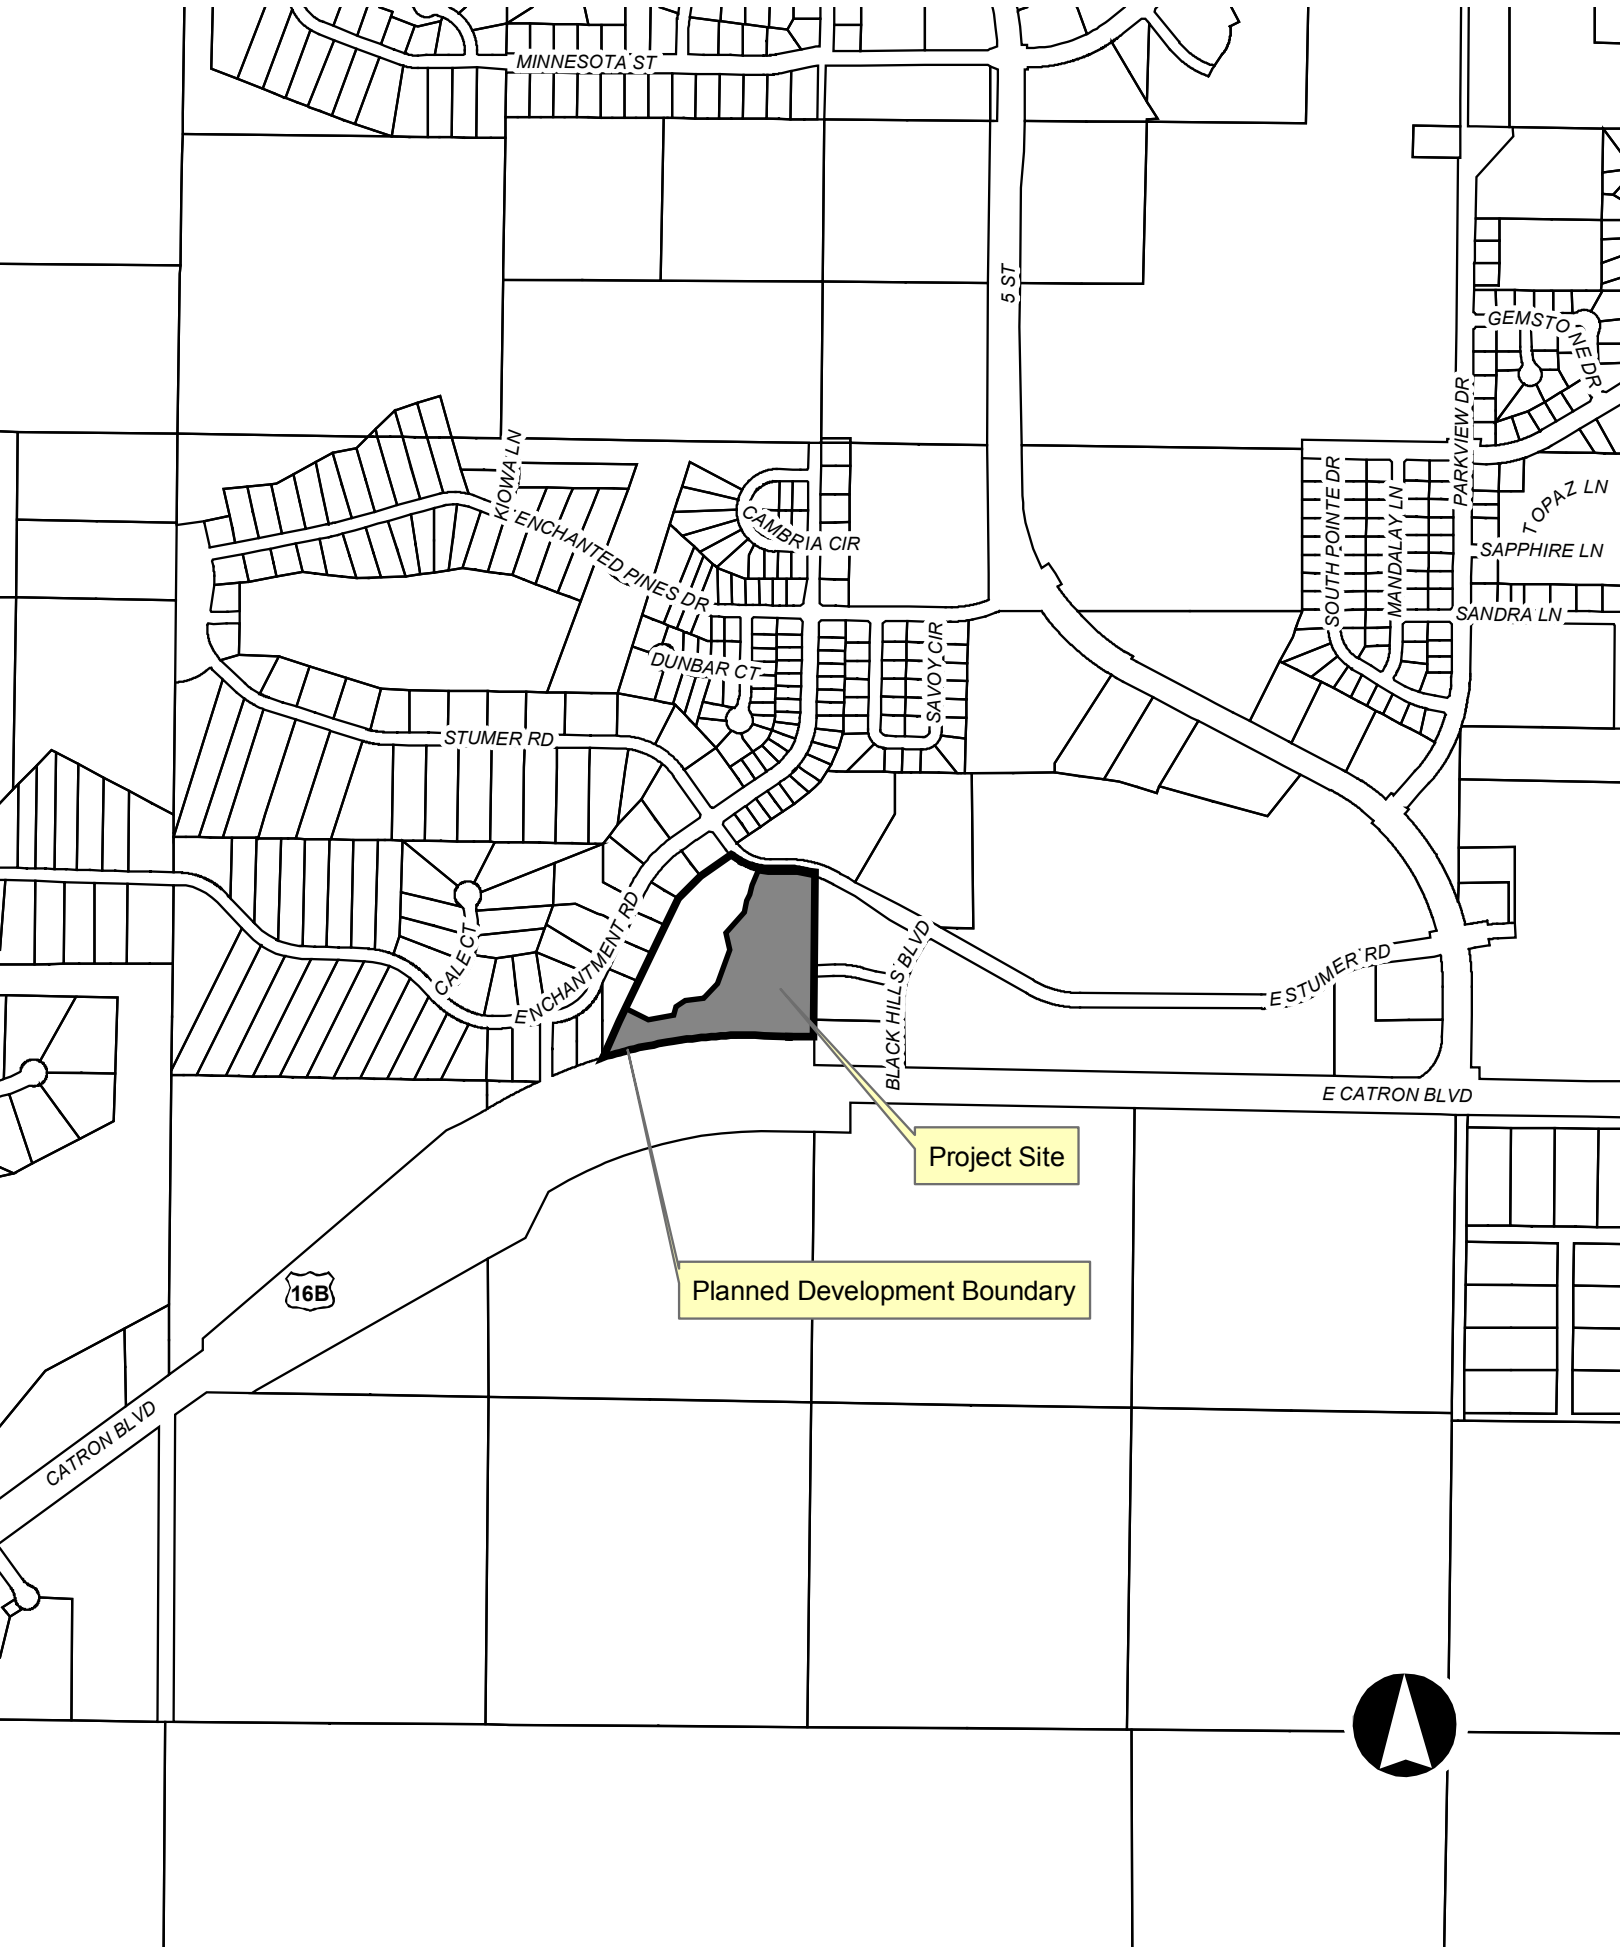 MINNESOTA ST
5 ST
GEMSTONE DR
PARKVIEW DR
KIOWA LN
SOUTH POINTE DR
MANDALAY LN
TOPAZ LN
ENCHANTED PINES DR
CAMBRIA CIR
SAPPHIRE LN
SANDRA LN
DUNBAR CT
SAVOY CIR
STUMER RD
CALE CT
ENCHANTMENT RD
BLACK HILLS BLVD
E STUMER RD
E CATRON BLVD
Project Site
Planned Development Boundary
16B
CATRON BLVD